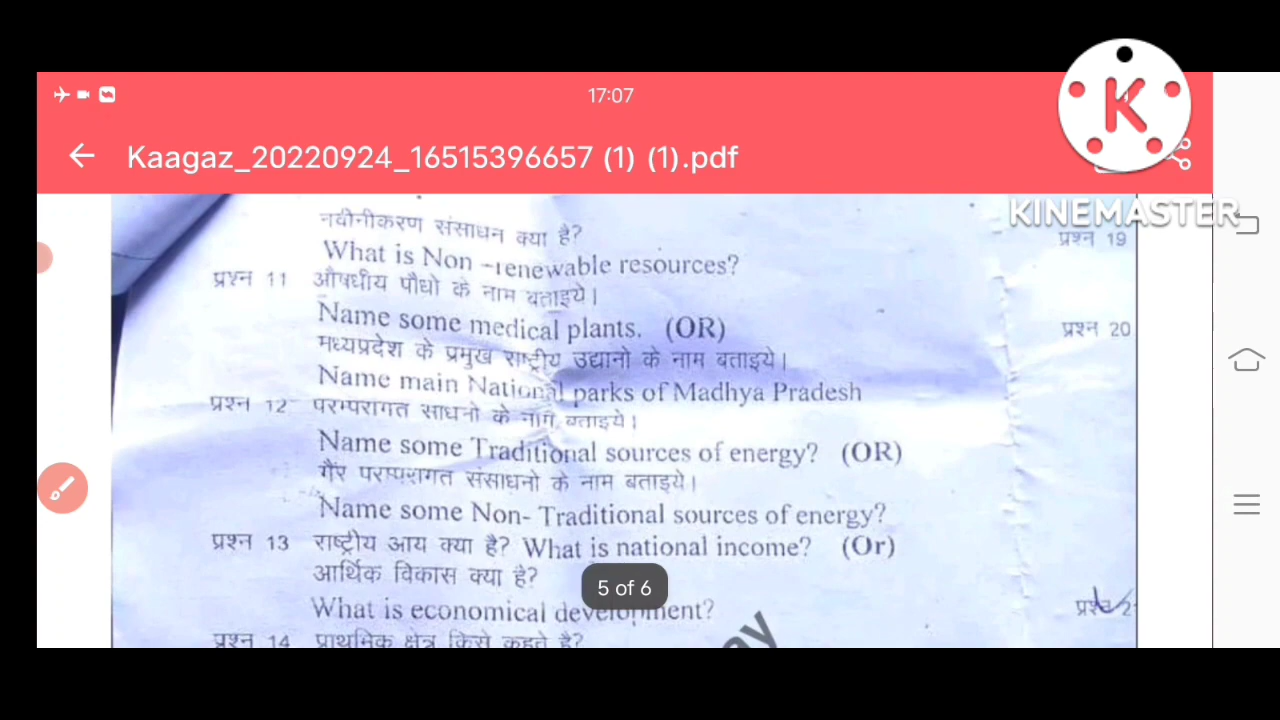 17:07
Kaagaz_20220924_16515396657 (1) (1).pdf
K
KINEMASTER
नवीनीकरण संसाधन क्या है?
What is Non -renewable resources?
प्रश्न 19
प्रश्न 11 औषधीय पौधो के नाम बताइये।
Name some medical plants. (OR)
प्रश्न 20
मध्यप्रदेश के प्रमुख राष्ट्रीय उद्यानो के नाम बताइये।
Name main National parks of Madhya Pradesh
प्रश्न 12 परम्परागत साधनो के नाम बताइये।
Name some Traditional sources of energy? (OR)
गैर परम्परागत संसाधनो के नाम बताइये।
Name some Non- Traditional sources of energy?
प्रश्न 13 राष्ट्रीय आय क्या है? What is national income? (Or)
आर्थिक विकास क्या है?
5 of 6
What is economical development?
प्रश्न 14 प्राथमिक क्षेत्र किसे कहते है?